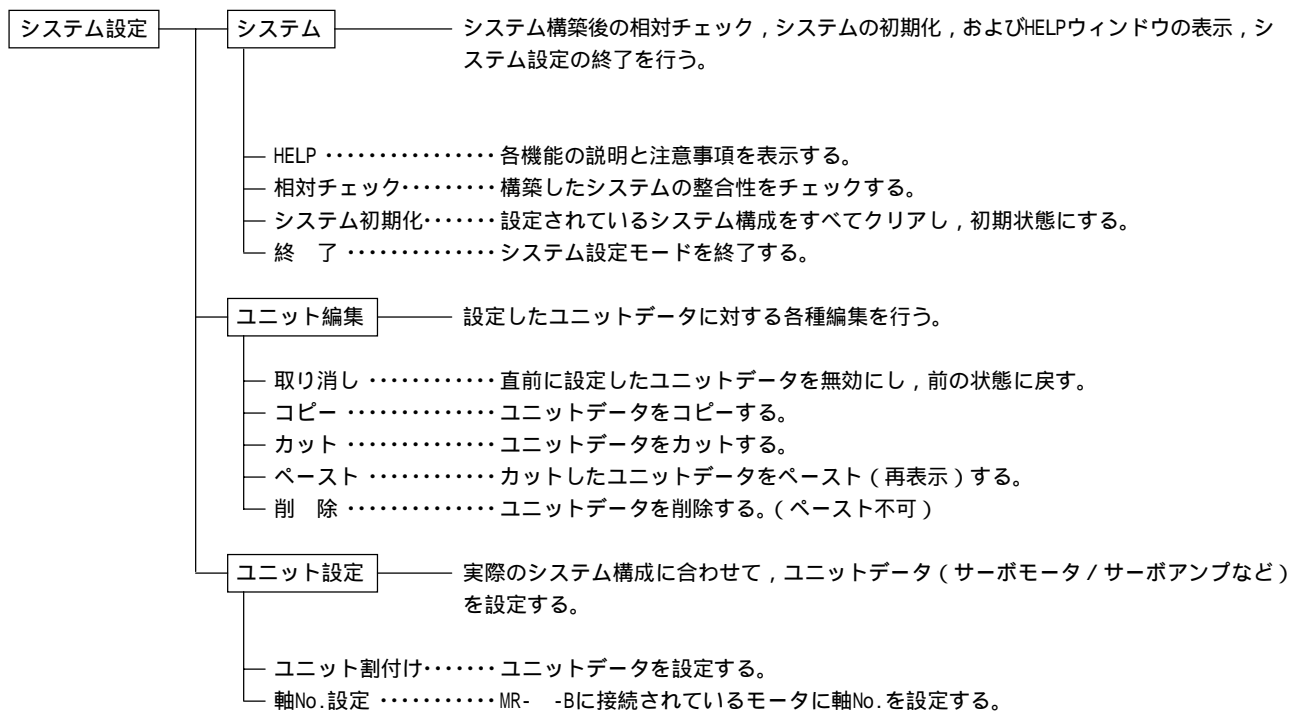 システム設定 システム システム構築後の相対チェック，システムの初期化，およびHELPウィンドウの表示，シ
ステム設定の終了を行う。
HELP ････････････････ 各機能の説明と注意事項を表示する。
相対チェック･････････ 構築したシステムの整合性をチェックする。
システム初期化･･･････ 設定されているシステム構成をすべてクリアし，初期状態にする。
終　了 ･･････････････ システム設定モードを終了する。
ユニット編集 設定したユニットデータに対する各種編集を行う。
取り消し ････････････ 直前に設定したユニットデータを無効にし，前の状態に戻す。
コピー ･･････････････ ユニットデータをコピーする。
カット ･･････････････ ユニットデータをカットする。
ペースト ････････････ カットしたユニットデータをペースト（再表示）する。
削　除 ･･････････････ ユニットデータを削除する。（ペースト不可）
ユニット設定 実際のシステム構成に合わせて，ユニットデータ（サーボモータ／サーボアンプなど）
を設定する。
ユニット割付け･･･････ ユニットデータを設定する。
軸No.設定 ･･･････････ MR-　-Bに接続されているモータに軸No.を設定する。